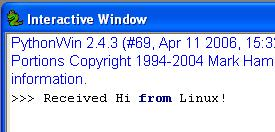 Interactive Window
PythonWin 2.4.3 (#69, Apr 11 2006, 15:3
Portions Copyright 1994-2004 Mark Ham
information.
>>> Received Hi from Linux!